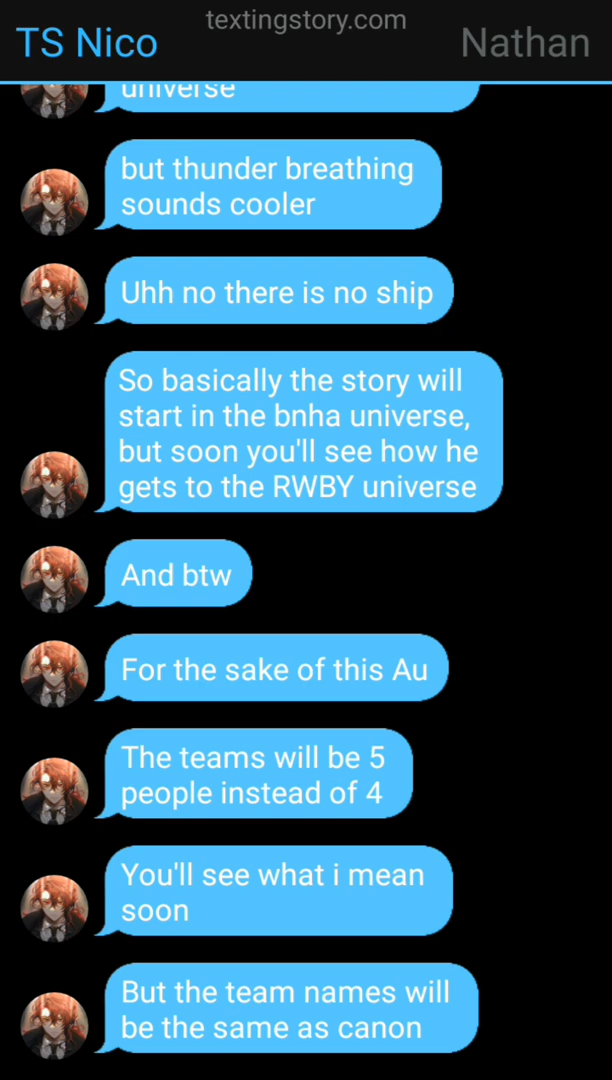 textingstory.com
TS Nico
Nathan
universe
but thunder breathing
sounds cooler
Uhh no there is no ship
So basically the story will
start in the bnha universe,
but soon you'll see how he
gets to the RWBY universe
And btw
For the sake of this Au
The teams will be 5
people instead of 4
You'll see what i mean
soon
But the team names will
be the same as canon